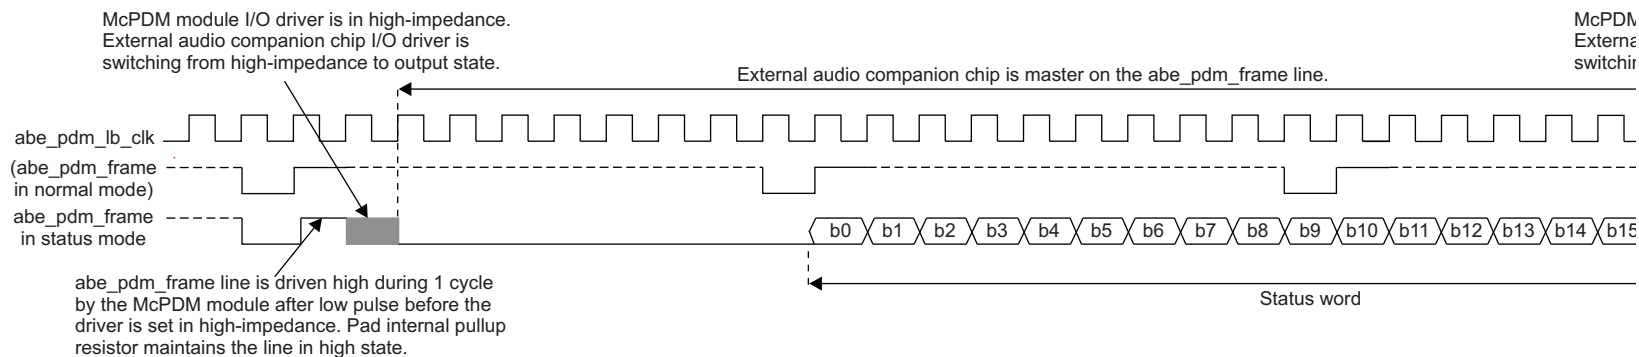 McPDM module I/O driver is in high-impedance.
External audio companion chip I/O driver is
switching from high-impedance to output state.
McPDM
Externa
switchin
External audio companion chip is master on the abe_pdm_frame line.
abe_pdm_lb_clk
(abe_pdm_frame
in normal mode)
abe_pdm_frame
in status mode
b0 b1 b2 b3 b4 b5 b6 b7 b8 b9 b10 b11 b12 b13 b14 b15
abe_pdm_frame line is driven high during 1 cycle
by the McPDM module after low pulse before the
driver is set in high-impedance. Pad internal pullup
resistor maintains the line in high state.
Status word